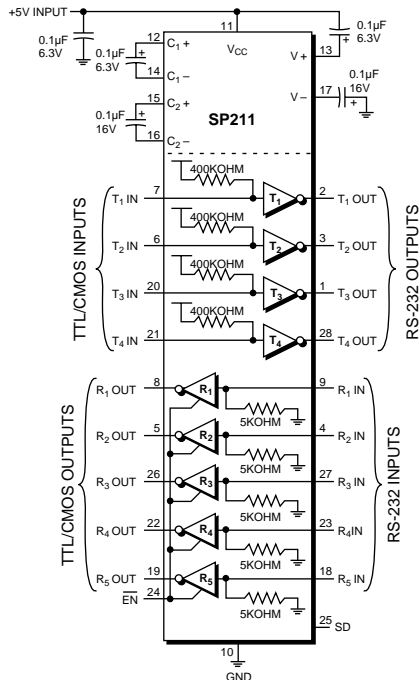 +5V INPUT
0.1µF
6.3V
11
VCC
12
C1 +
0.1µF
6.3V
14
C1 –
15
C2 +
0.1µF
16V
16
C2 –
V +
13
0.1µF
6.3V
V –
17
0.1µF
16V
SP211
TTL/CMOS INPUTS
T1 IN
7
400KOHM
T1
2
T1 OUT
T2 IN
6
400KOHM
T2
3
T2 OUT
T3 IN
20
400KOHM
T3
1
T3 OUT
T4 IN
21
400KOHM
T4
28
T4 OUT
RS-232 OUTPUTS
TTL/CMOS OUTPUTS
R1 OUT
8
R1
9
R1 IN
5KOHM
R2 OUT
5
R2
4
R2 IN
5KOHM
R3 OUT
26
R3
27
R3 IN
5KOHM
R4 OUT
22
R4
23
R4IN
5KOHM
R5 OUT
19
R5
18
R5 IN
5KOHM
RS-232 INPUTS
EN
24
25
SD
10
GND